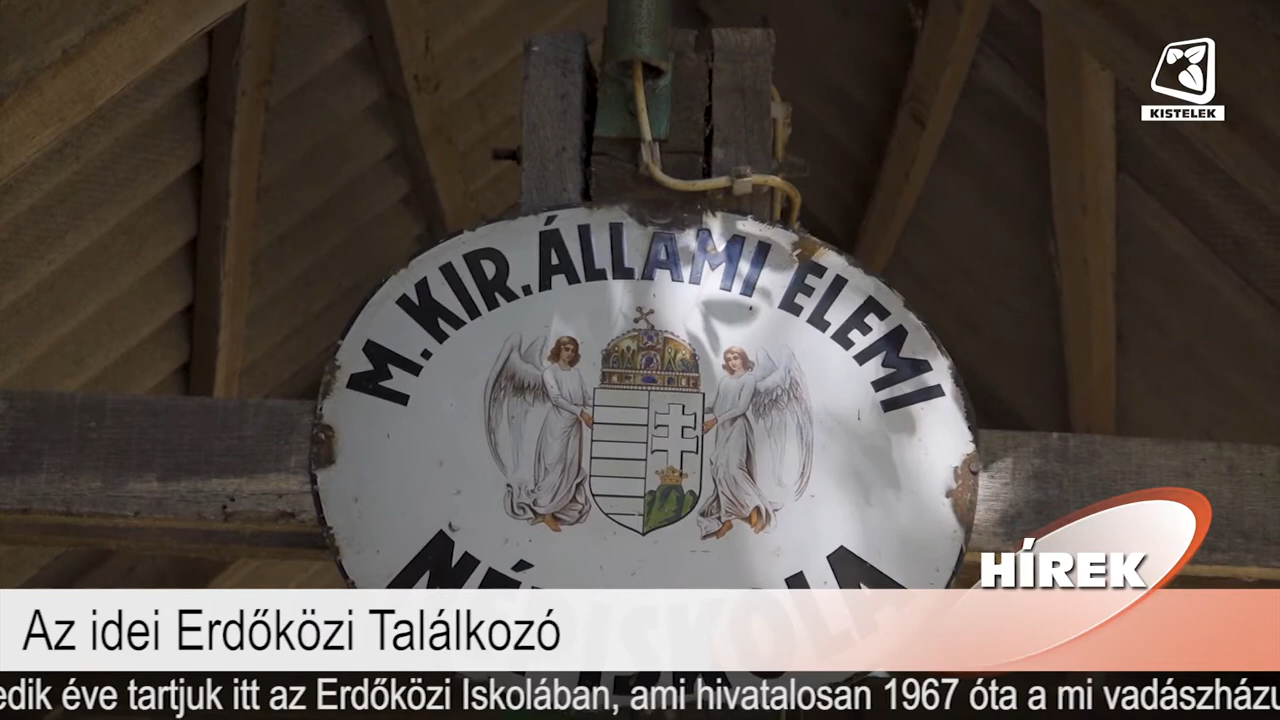 KISTELEK
M. KIR. ÁLLAMI ELEMI
NÉPISKOLA
HÍREK
Az idei Erdőközi Találkozó
edik éve tartjuk itt az Erdőközi Iskolában, ami hivatalosan 1967 óta a mi vadászházu